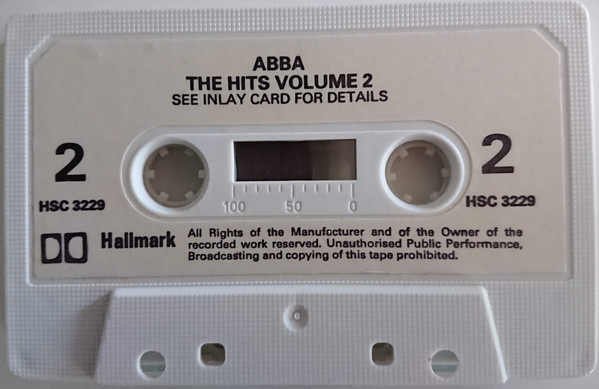 ABBA
THE HITS VOLUME 2
SEE INLAY CARD FOR DETAILS
2
2
HSC 3229
HSC 3229
100 50 0
Hallmark
All Rights of the Manufacturer and of the Owner of the
recorded work reserved. Unauthorised Public Performance,
Broadcasting and copying of this tape prohibited.